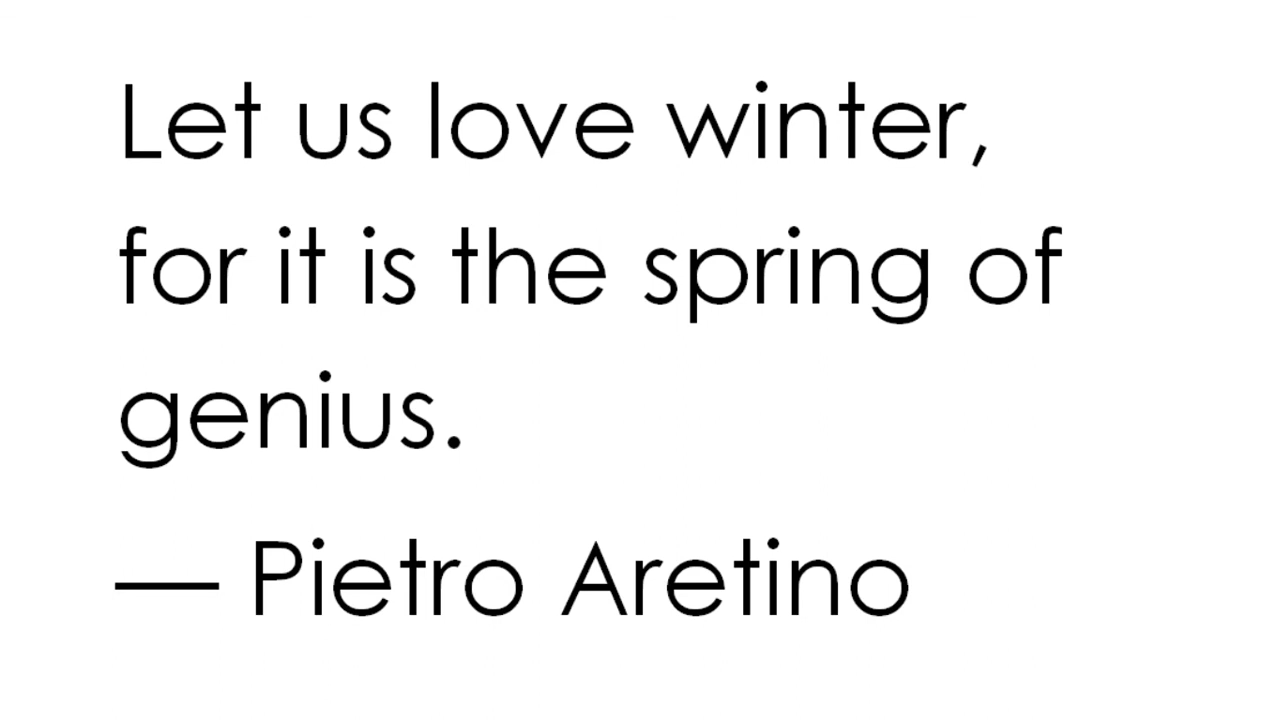 Let us love winter,
for it is the spring of
genius.
— Pietro Aretino